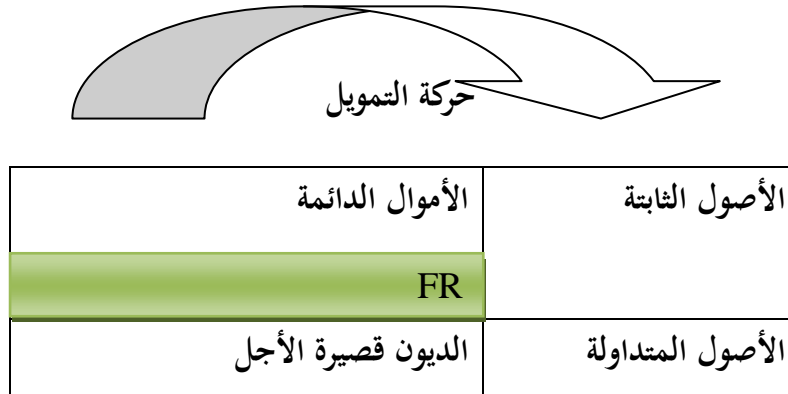 حركة التمويل
الأصول الثابتة
الأموال الدائمة
FR
الأصول المتداولة
الديون قصيرة الأجل